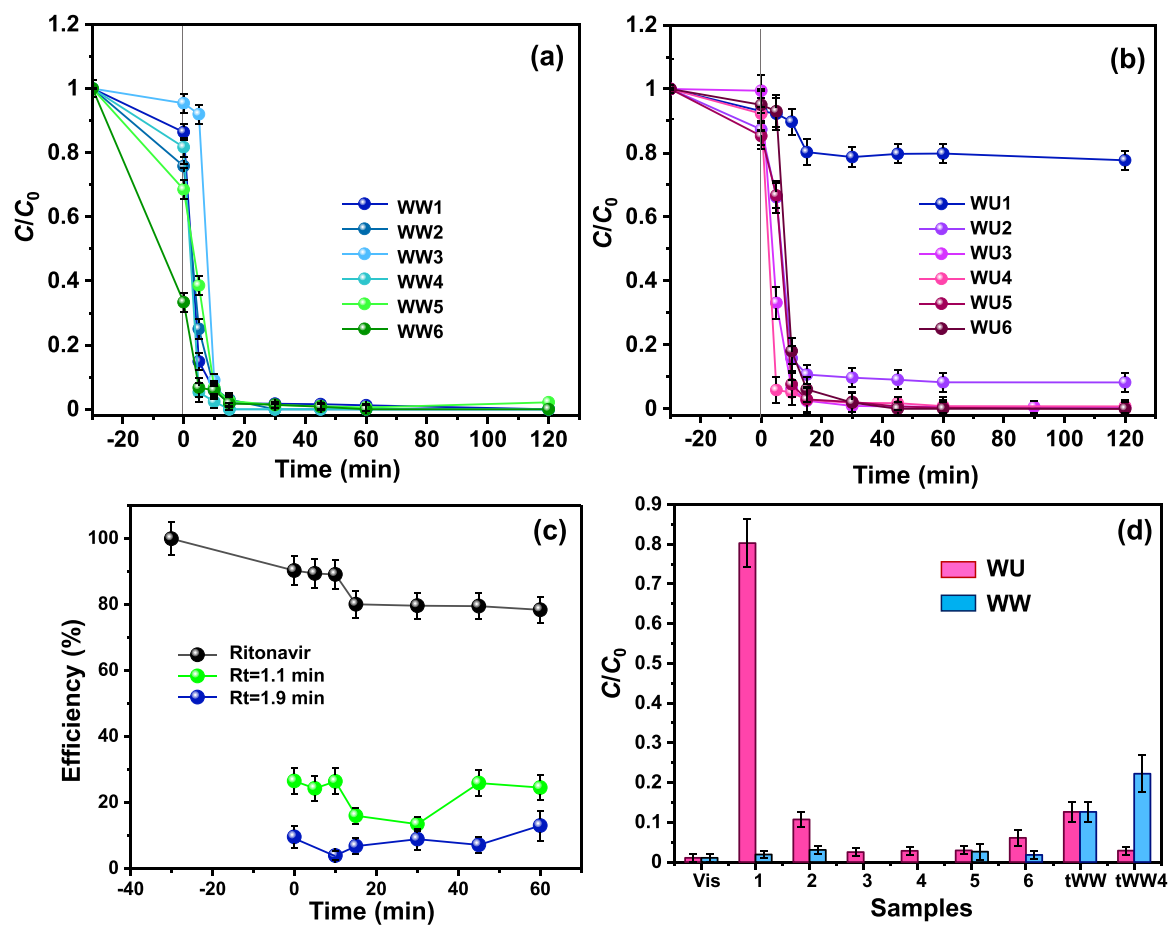 (a)
C/C0
1.2
1
0.8
0.6
0.4
0.2
0
WW1
WW2
WW3
WW4
WW5
WW6
-20 0 20 40 60 80 100 120
Time (min)
(b)
C/C0
1.2
1
0.8
0.6
0.4
0.2
0
WU1
WU2
WU3
WU4
WU5
WU6
-20 0 20 40 60 80 100 120
Time (min)
(c)
Efficiency (%)
100
80
60
40
20
0
Ritonavir
Rt=1.1 min
Rt=1.9 min
-40 -20 0 20 40 60
Time (min)
(d)
C/C0
0.9
0.8
0.7
0.6
0.5
0.4
0.3
0.2
0.1
0
WU
WW
Vis 1 2 3 4 5 6 tWW tWW4
Samples